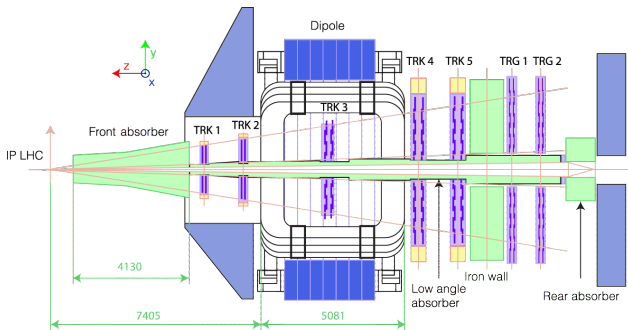 Dipole
y
z
x
TRK 4
TRK 5
TRG 1
TRG 2
TRK 3
Front absorber
TRK 1
TRK 2
IP LHC
4130
7405
5081
Low angle
absorber
Iron wall
Rear absorber